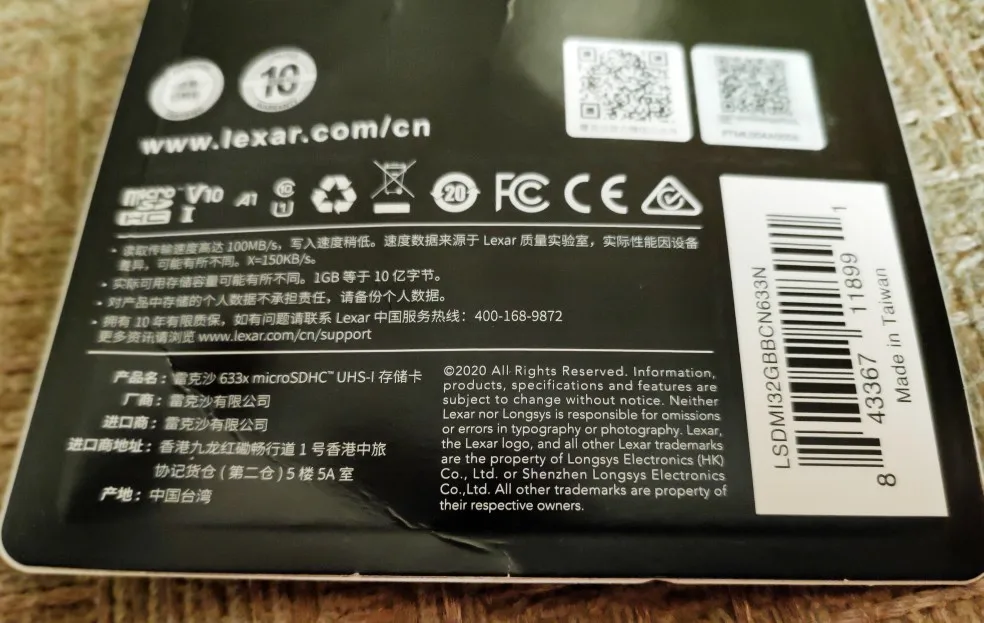 10
www.lexar.com/cn
micro V10 A1 20 FC CE
HC I
· 读取传输速度高达 100MB/s，写入速度稍低。速度数据来源于 Lexar 质量实验室，实际性能因设备
差异，可能有所不同。X=150KB/s。
· 实际可用存储容量可能有所不同。1GB 等于 10 亿字节。
· 对产品中存储的个人数据不承担责任，请备份个人数据。
· 拥有 10 年有限质保，如有问题请联系 Lexar 中国服务热线：400-168-9872
更多资讯请浏览 www.lexar.com/cn/support
产品名：雷克沙 633x microSDHC™ UHS-I 存储卡
厂商：雷克沙有限公司
进口商：雷克沙有限公司
进口商地址：香港九龙红磡畅行道 1 号香港中旅
协记货仓（第二仓）5 楼 5A 室
产地：中国台湾
©2020 All Rights Reserved. Information,
products, specifications and features are
subject to change without notice. Neither
Lexar nor Longsys is responsible for omissions
or errors in typography or photography. Lexar,
the Lexar logo, and all other Lexar trademarks
are the property of Longsys Electronics (HK)
Co., Ltd. or Shenzhen Longsys Electronics
Co.,Ltd. All other trademarks are property of
their respective owners.
LSDMI32GBBCN633N
8 43367 11899 1
Made in Taiwan